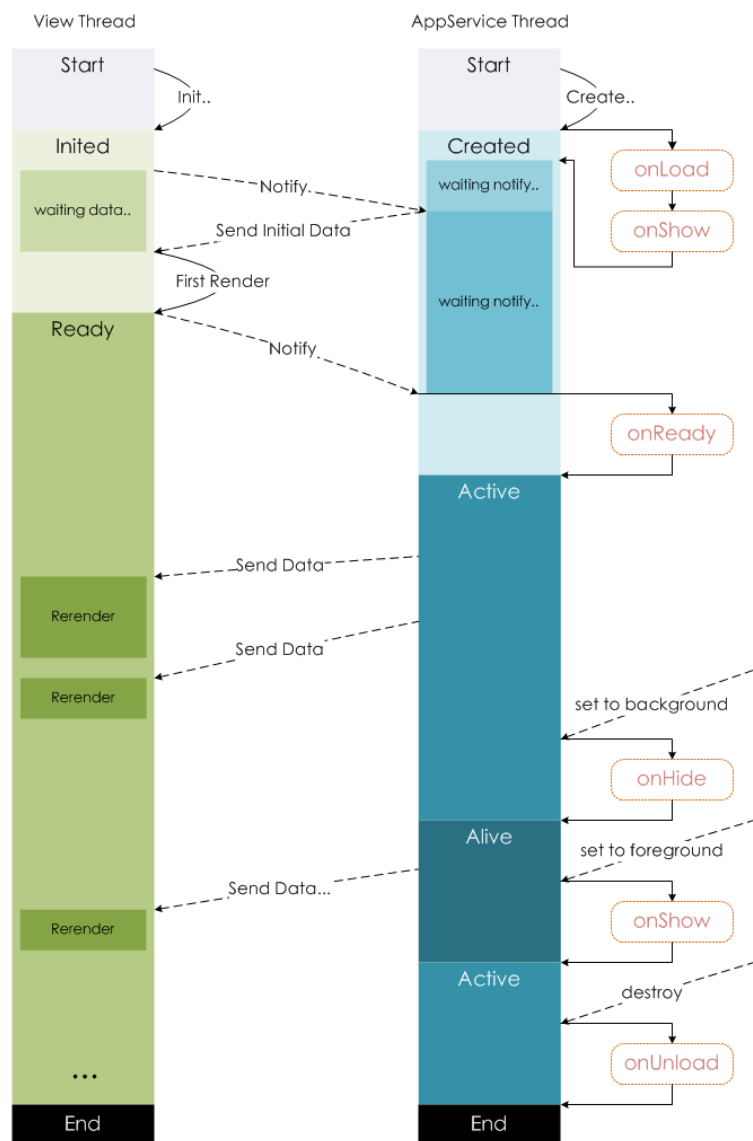 View Thread
AppService Thread
Start
Start
Init..
Create..
Inited
Created
onLoad
waiting notify..
Notify
waiting data..
onShow
Send Initial Data
First Render
waiting notify..
Ready
Notify
onReady
Active
Send Data
Rerender
Send Data
Rerender
set to background
onHide
Alive
set to foreground
Send Data...
Rerender
onShow
Active
destroy
onUnload
...
End
End